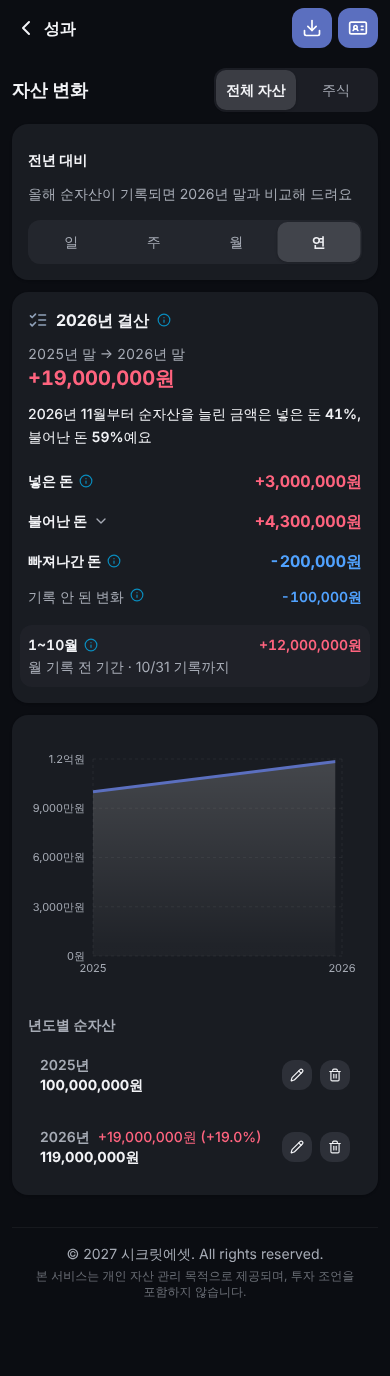 성과
자산 변화
전체 자산
주식
전년 대비
올해 순자산이 기록되면 2026년 말과 비교해 드려요
일
주
월
연
2026년 결산
2025년 말 → 2026년 말
+19,000,000원
2026년 11월부터 순자산을 늘린 금액은 넣은 돈 41%,
불어난 돈 59%예요
넣은 돈 +3,000,000원
불어난 돈 +4,300,000원
빠져나간 돈 -200,000원
기록 안 된 변화 -100,000원
1~10월 +12,000,000원
월 기록 전 기간 · 10/31 기록까지
1.2억원
9,000만원
6,000만원
3,000만원
0원
2025
2026
년도별 순자산
2025년
100,000,000원
2026년 +19,000,000원 (+19.0%)
119,000,000원
© 2027 시크릿에셋. All rights reserved.
본 서비스는 개인 자산 관리 목적으로 제공되며, 투자 조언을
포함하지 않습니다.